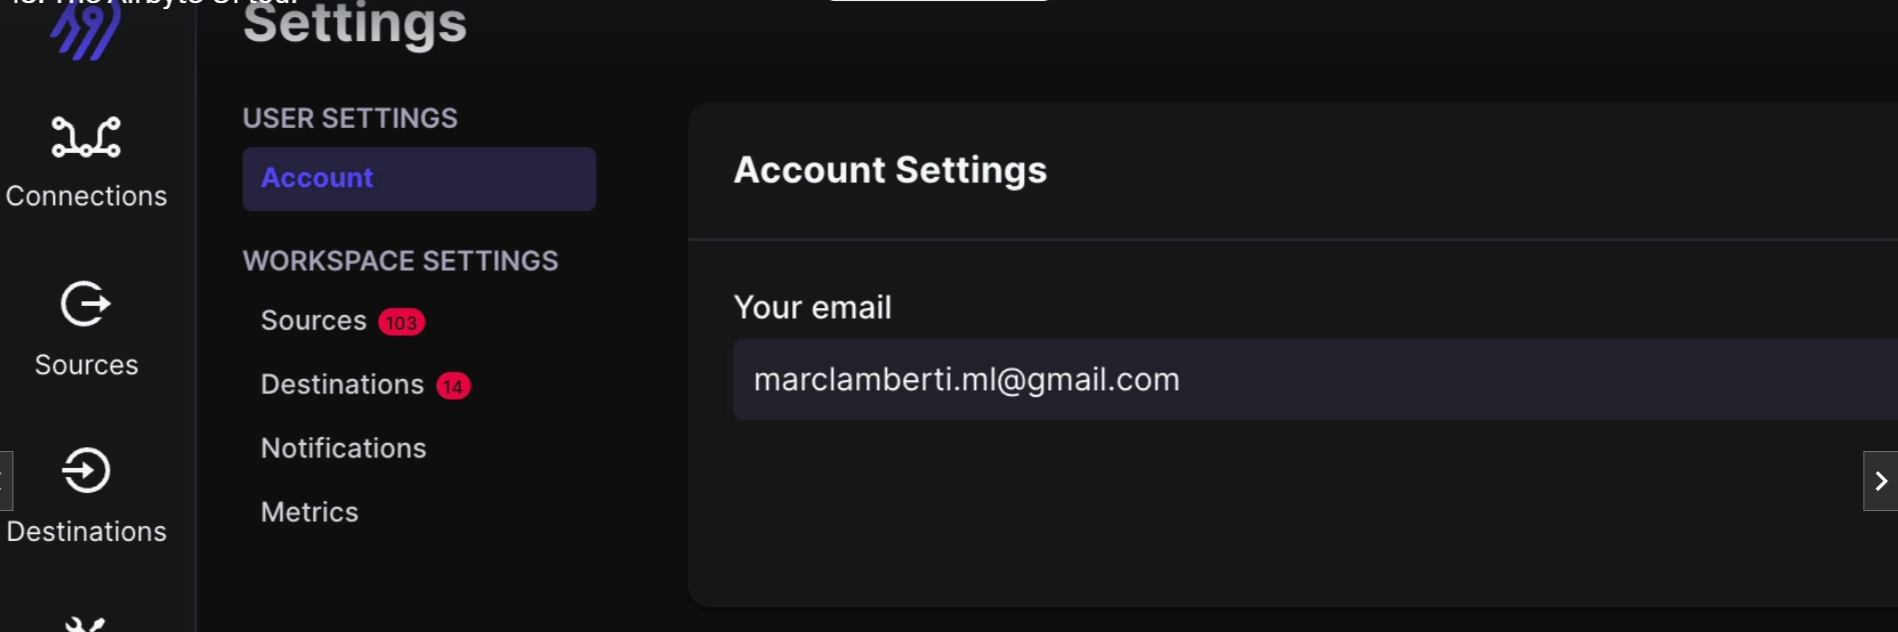 Settings
Connections
Sources
Destinations
USER SETTINGS
Account
WORKSPACE SETTINGS
Sources 103
Destinations 14
Notifications
Metrics
Account Settings
Your email
marclamberti.ml@gmail.com